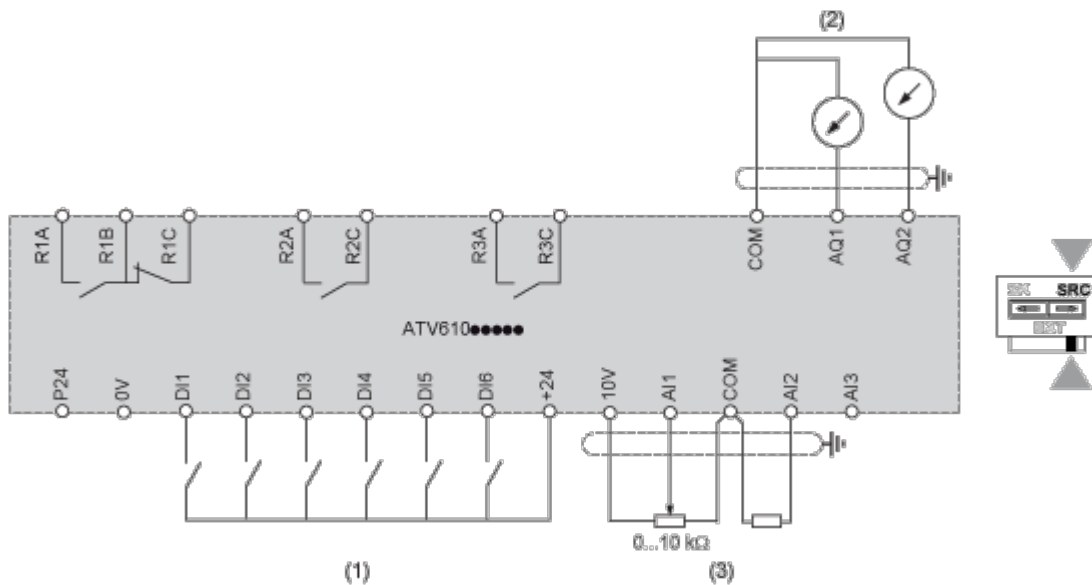 (2)
R1A
R1B
R1C
R2A
R2C
R3A
R3C
COM
AQ1
AQ2
SK SRC
EXT
ATV610●●●●●
P24
0V
DI1
DI2
DI3
DI4
DI5
DI6
+24
10V
AI1
COM
AI2
AI3
0...10 kΩ
(1)
(3)